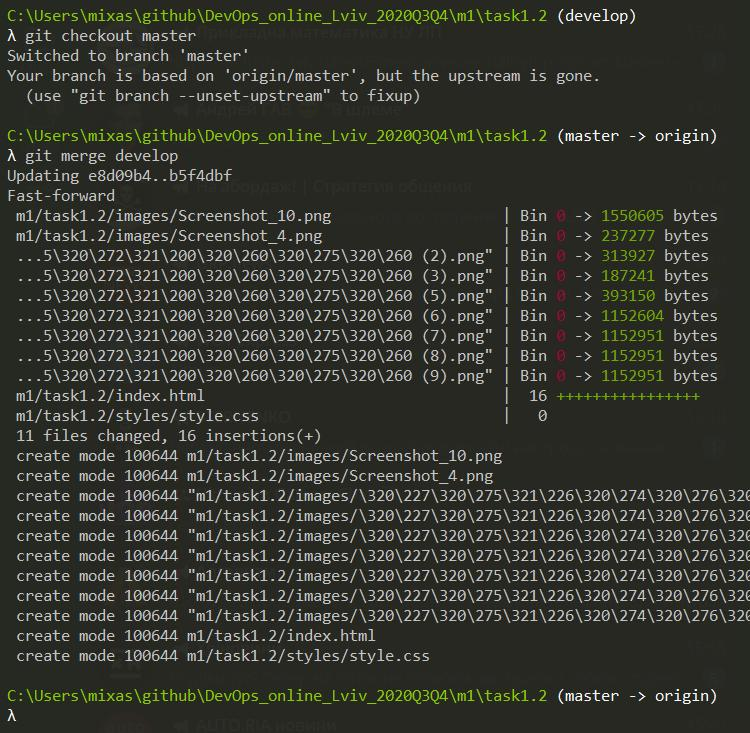 C:\Users\mixas\github\DevOps_online_Lviv_2020Q3Q4\m1\task1.2 (develop)
λ git checkout master
Switched to branch 'master'
Your branch is based on 'origin/master', but the upstream is gone.
  (use "git branch --unset-upstream" to fixup)
C:\Users\mixas\github\DevOps_online_Lviv_2020Q3Q4\m1\task1.2 (master -> origin)
λ git merge develop
Updating e8d09b4..b5f4dbf
Fast-forward
 m1/task1.2/images/Screenshot_10.png | Bin 0 -> 1550605 bytes
 m1/task1.2/images/Screenshot_4.png | Bin 0 -> 237277 bytes
 ...5\320\272\321\200\320\260\320\275\320\260 (2).png" | Bin 0 -> 313927 bytes
 ...5\320\272\321\200\320\260\320\275\320\260 (3).png" | Bin 0 -> 187241 bytes
 ...5\320\272\321\200\320\260\320\275\320\260 (5).png" | Bin 0 -> 393150 bytes
 ...5\320\272\321\200\320\260\320\275\320\260 (6).png" | Bin 0 -> 1152604 bytes
 ...5\320\272\321\200\320\260\320\275\320\260 (7).png" | Bin 0 -> 1152951 bytes
 ...5\320\272\321\200\320\260\320\275\320\260 (8).png" | Bin 0 -> 1152951 bytes
 ...5\320\272\321\200\320\260\320\275\320\260 (9).png" | Bin 0 -> 1152951 bytes
 m1/task1.2/index.html | 16 ++++++++++++++++
 m1/task1.2/styles/style.css | 0
 11 files changed, 16 insertions(+)
 create mode 100644 m1/task1.2/images/Screenshot_10.png
 create mode 100644 m1/task1.2/images/Screenshot_4.png
 create mode 100644 "m1/task1.2/images/\320\227\320\275\321\226\320\274\320\276\320
 create mode 100644 "m1/task1.2/images/\320\227\320\275\321\226\320\274\320\276\320
 create mode 100644 "m1/task1.2/images/\320\227\320\275\321\226\320\274\320\276\320
 create mode 100644 "m1/task1.2/images/\320\227\320\275\321\226\320\274\320\276\320
 create mode 100644 "m1/task1.2/images/\320\227\320\275\321\226\320\274\320\276\320
 create mode 100644 "m1/task1.2/images/\320\227\320\275\321\226\320\274\320\276\320
 create mode 100644 "m1/task1.2/images/\320\227\320\275\321\226\320\274\320\276\320
 create mode 100644 m1/task1.2/index.html
 create mode 100644 m1/task1.2/styles/style.css
C:\Users\mixas\github\DevOps_online_Lviv_2020Q3Q4\m1\task1.2 (master -> origin)
λ